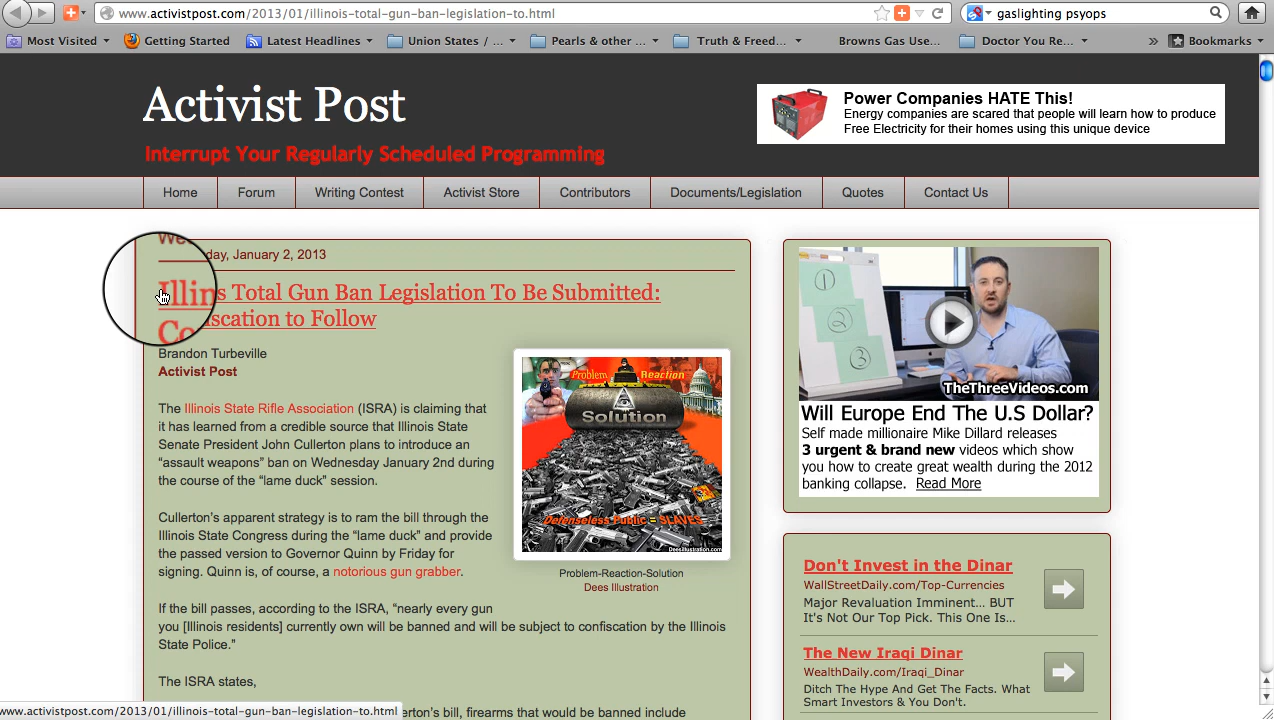 www.activistpost.com/2013/01/illinois-total-gun-ban-legislation-to.html
gaslighting psyops
Most Visited
Getting Started
Latest Headlines
Union States / ...
Pearls & other ...
Truth & Freed...
Browns Gas Use...
Doctor You Re...
»
Bookmarks
Activist Post
Interrupt Your Regularly Scheduled Programming
Power Companies HATE This!
Energy companies are scared that people will learn how to produce
Free Electricity for their homes using this unique device
Home
Forum
Writing Contest
Activist Store
Contributors
Documents/Legislation
Quotes
Contact Us
day, January 2, 2013
Illins Total Gun Ban Legislation To Be Submitted:
Coiscation to Follow
Brandon Turbeville
Activist Post
The Illinois State Rifle Association (ISRA) is claiming that
it has learned from a credible source that Illinois State
Senate President John Cullerton plans to introduce an
“assault weapons” ban on Wednesday January 2nd during
the course of the “lame duck” session.
Cullerton’s apparent strategy is to ram the bill through the
Illinois State Congress during the “lame duck” and provide
the passed version to Governor Quinn by Friday for
signing. Quinn is, of course, a notorious gun grabber.
Problem
Reaction
Solution
Defenseless Public = SLAVES
Deesillustration.com
Problem-Reaction-Solution
Dees Illustration
If the bill passes, according to the ISRA, “nearly every gun
you [Illinois residents] currently own will be banned and will be subject to confiscation by the Illinois
State Police.”
The ISRA states,
erton’s bill, firearms that would be banned include
www.activistpost.com/2013/01/illinois-total-gun-ban-legislation-to.html
1
2
3
TheThreeVideos.com
Will Europe End The U.S Dollar?
Self made millionaire Mike Dillard releases
3 urgent & brand new videos which show
you how to create great wealth during the 2012
banking collapse. Read More
Don't Invest in the Dinar
WallStreetDaily.com/Top-Currencies
Major Revaluation Imminent... BUT
It's Not Our Top Pick. This One Is...
The New Iraqi Dinar
WealthDaily.com/Iraqi_Dinar
Ditch The Hype And Get The Facts. What
Smart Investors & You Don't.